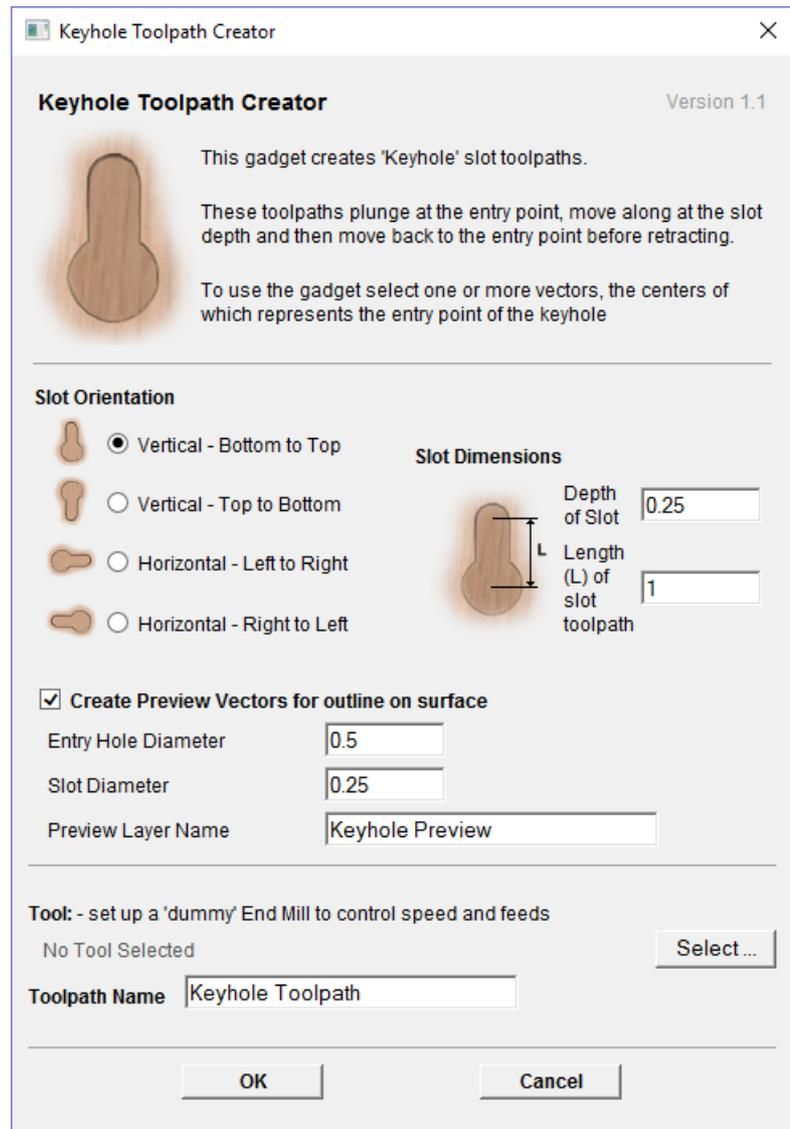 Keyhole Toolpath Creator
Keyhole Toolpath Creator
Version 1.1
This gadget creates 'Keyhole' slot toolpaths.
These toolpaths plunge at the entry point, move along at the slot
depth and then move back to the entry point before retracting.
To use the gadget select one or more vectors, the centers of
which represents the entry point of the keyhole
Slot Orientation
Vertical - Bottom to Top
Vertical - Top to Bottom
Horizontal - Left to Right
Horizontal - Right to Left
Slot Dimensions
L
Depth
of Slot
0.25
Length
(L) of
slot
toolpath
1
Create Preview Vectors for outline on surface
Entry Hole Diameter
0.5
Slot Diameter
0.25
Preview Layer Name
Keyhole Preview
Tool: - set up a 'dummy' End Mill to control speed and feeds
No Tool Selected
Select ...
Toolpath Name
Keyhole Toolpath
OK
Cancel